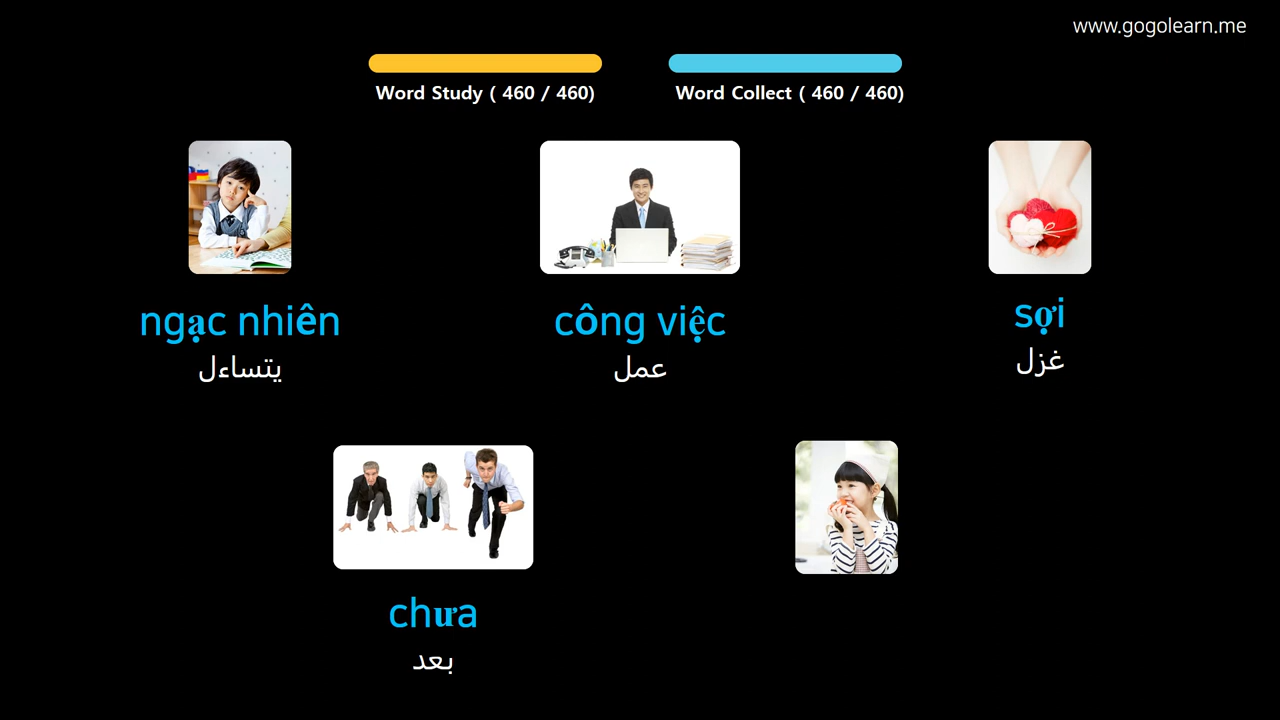 www.gogolearn.me
Word Study ( 460 / 460)
Word Collect ( 460 / 460)
ngạc nhiên
يتساءل
công việc
عمل
sợi
غزل
chưa
بعد